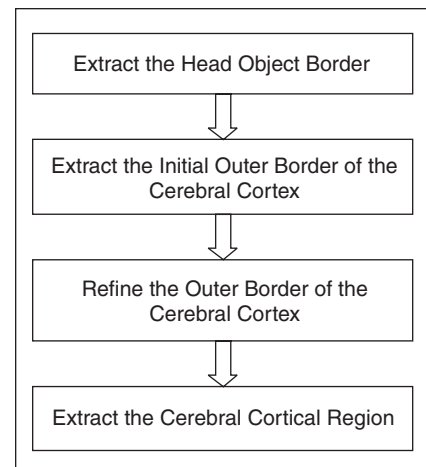 Extract the Head Object Border
Extract the Initial Outer Border of the
Cerebral Cortex
Refine the Outer Border of the
Cerebral Cortex
Extract the Cerebral Cortical Region